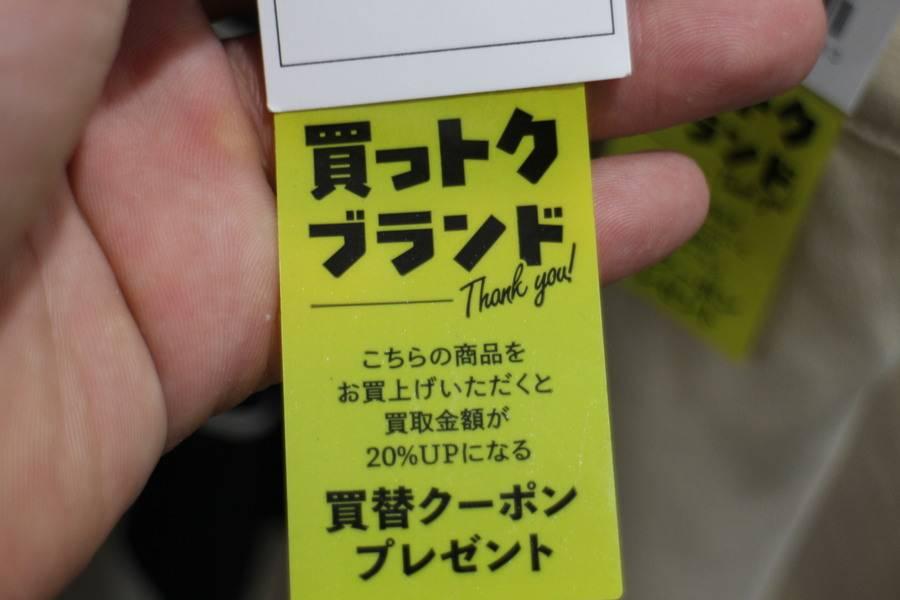 買っトク
ブランド
Thank you!
こちらの商品を
お買上げいただくと
買取金額が
20%UPになる
買替クーポン
プレゼント